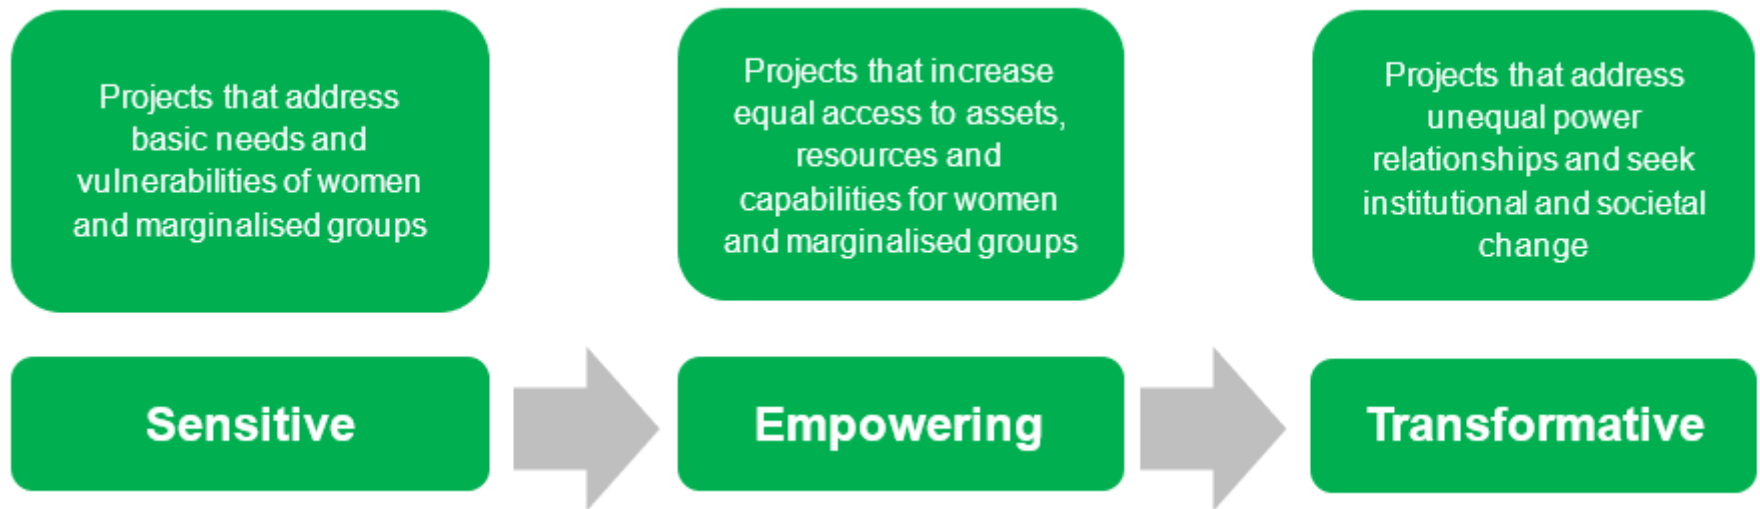 Projects that address
basic needs and
vulnerabilities of women
and marginalised groups
Projects that increase
equal access to assets,
resources and
capabilities for women
and marginalised groups
Projects that address
unequal power
relationships and seek
institutional and societal
change
Sensitive
Empowering
Transformative